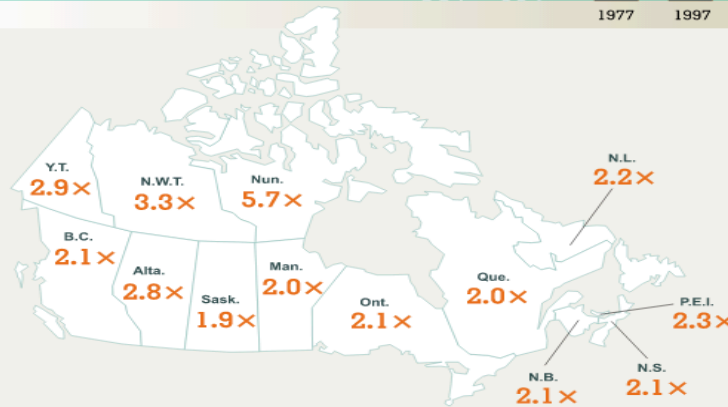 1977 1997
N.L.
2.2×
Y.T.
2.9×
N.W.T.
3.3×
Nun.
5.7×
B.C.
2.1×
Alta.
2.8×
Sask.
1.9×
Man.
2.0×
Ont.
2.1×
Que.
2.0×
P.E.I.
2.3×
N.B.
2.1×
N.S.
2.1×